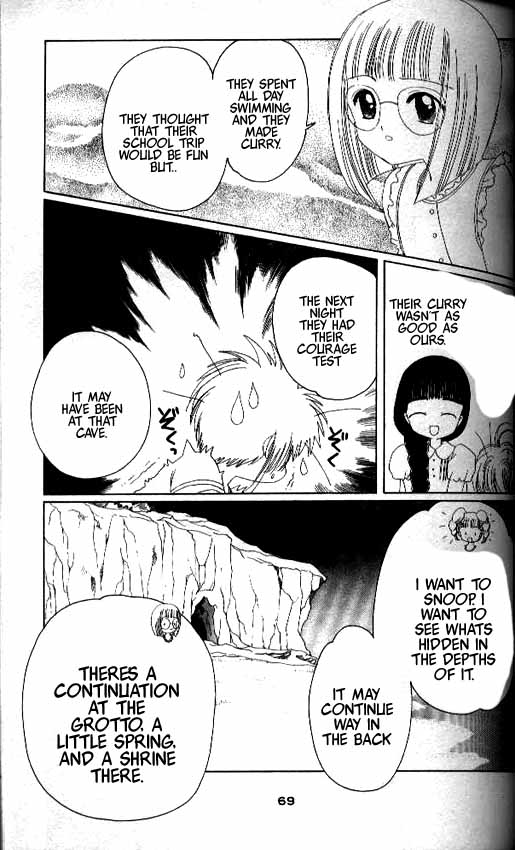 THEY SPENT
ALL DAY
SWIMMING
AND THEY
MADE
CURRY.
THEY THOUGHT
THAT THEIR
SCHOOL TRIP
WOULD BE FUN
BUT..
THEIR CURRY
WASN'T AS
GOOD AS
OURS.
THE NEXT
NIGHT
THEY HAD
THEIR
COURAGE
TEST
IT MAY
HAVE BEEN
AT THAT
CAVE.
I WANT TO
SNOOP. I
WANT TO
SEE WHATS
HIDDEN IN
THE DEPTHS
OF IT.
IT MAY
CONTINUE
WAY IN
THE BACK
THERES A
CONTINUATION
AT THE
GROTTO. A
LITTLE SPRING.
AND A SHRINE
THERE.
69